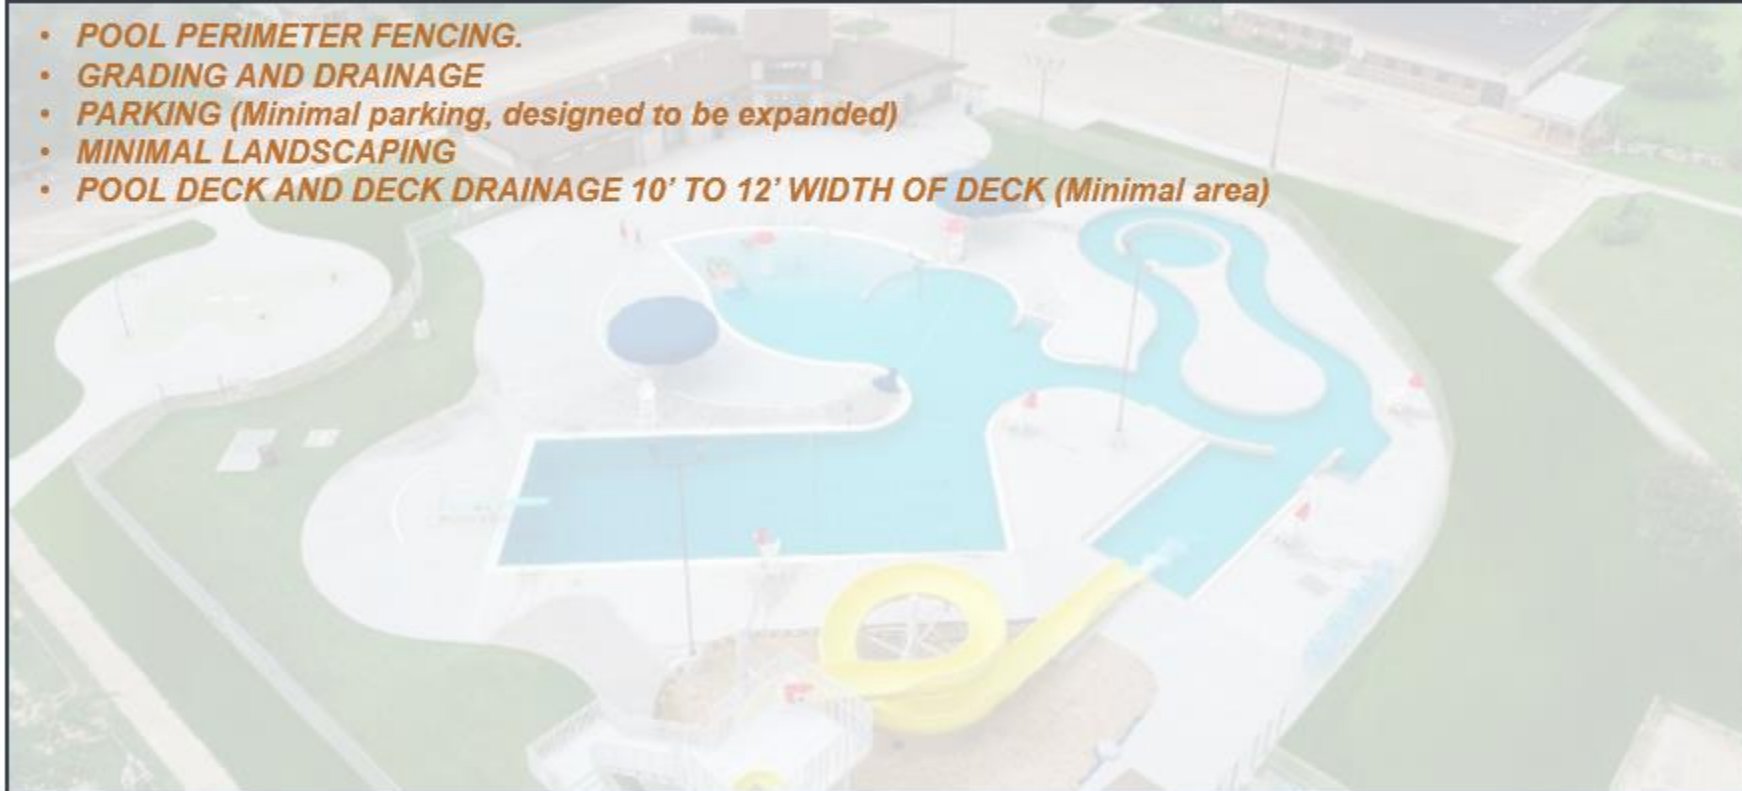 • POOL PERIMETER FENCING.
• GRADING AND DRAINAGE
• PARKING (Minimal parking, designed to be expanded)
• MINIMAL LANDSCAPING
• POOL DECK AND DECK DRAINAGE 10’ TO 12’ WIDTH OF DECK (Minimal area)